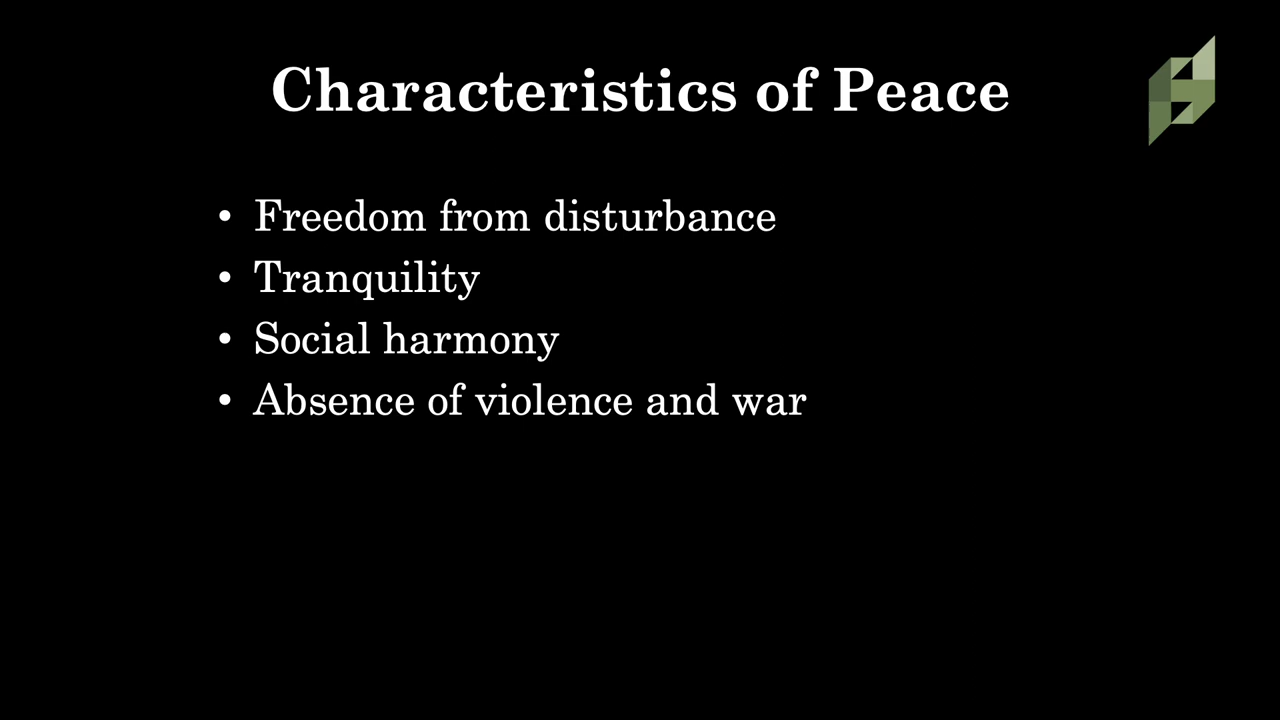 Characteristics of Peace
• Freedom from disturbance
• Tranquility
• Social harmony
• Absence of violence and war